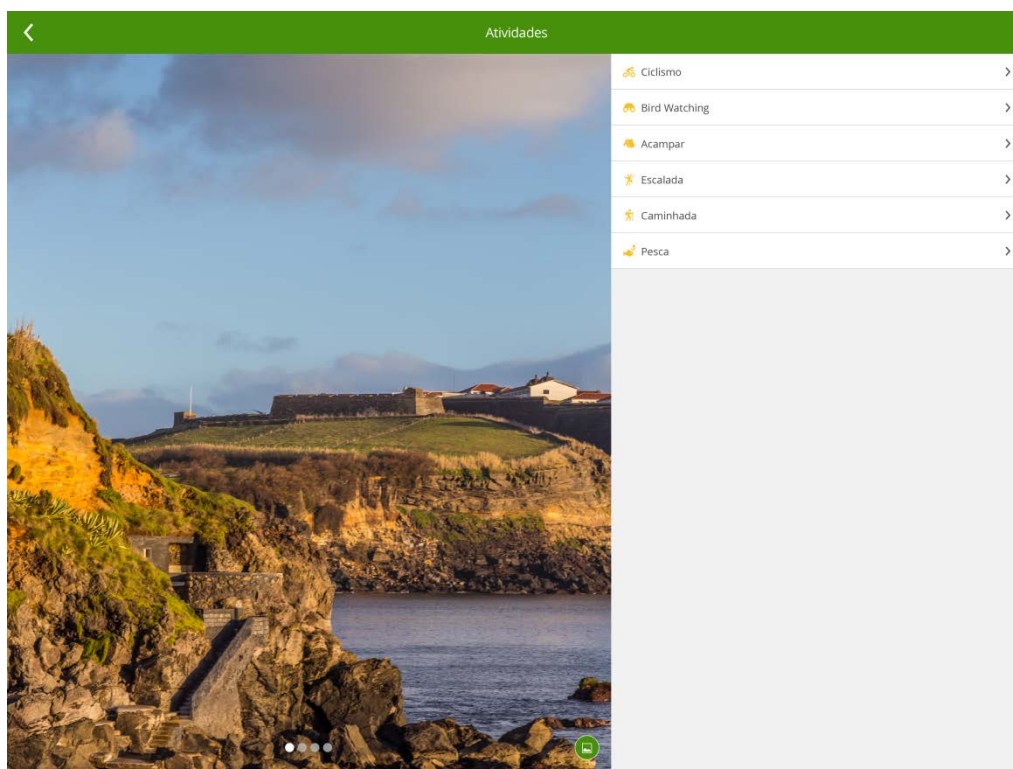 Atividades
Ciclismo
Bird Watching
Acampar
Escalada
Caminhada
Pesca